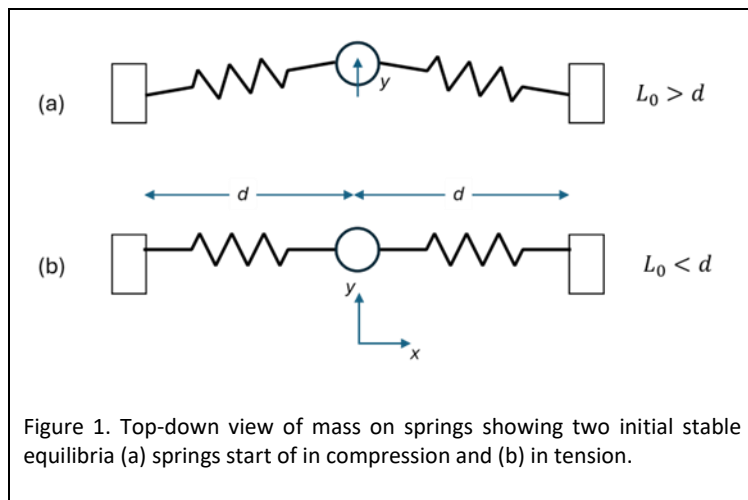 (a)
y
L₀ > d
d
d
(b)
L₀ < d
y
x
Figure 1. Top-down view of mass on springs showing two initial stable
equilibria (a) springs start of in compression and (b) in tension.